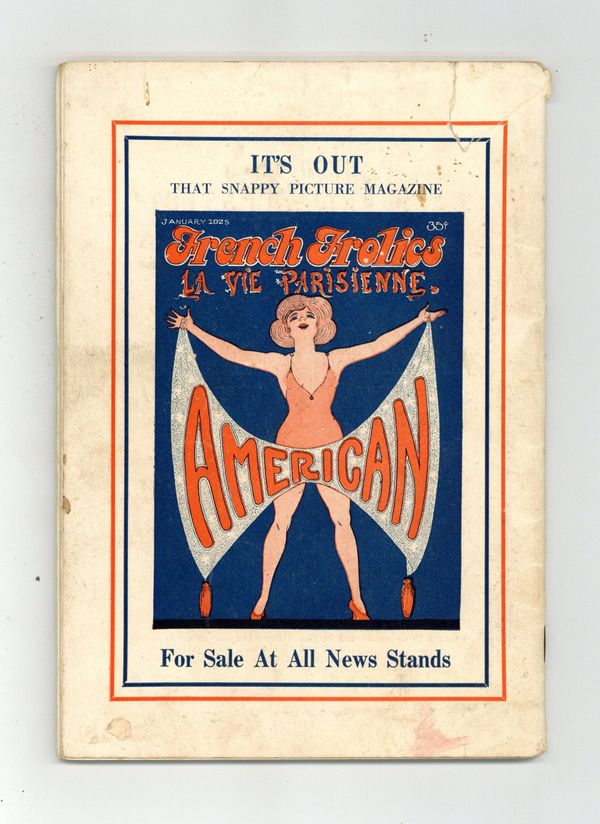 IT'S OUT
THAT SNAPPY PICTURE MAGAZINE
JANUARY 1925 35¢
French Frolics
LA VIE PARISIENNE.
AMERICAN
For Sale At All News Stands